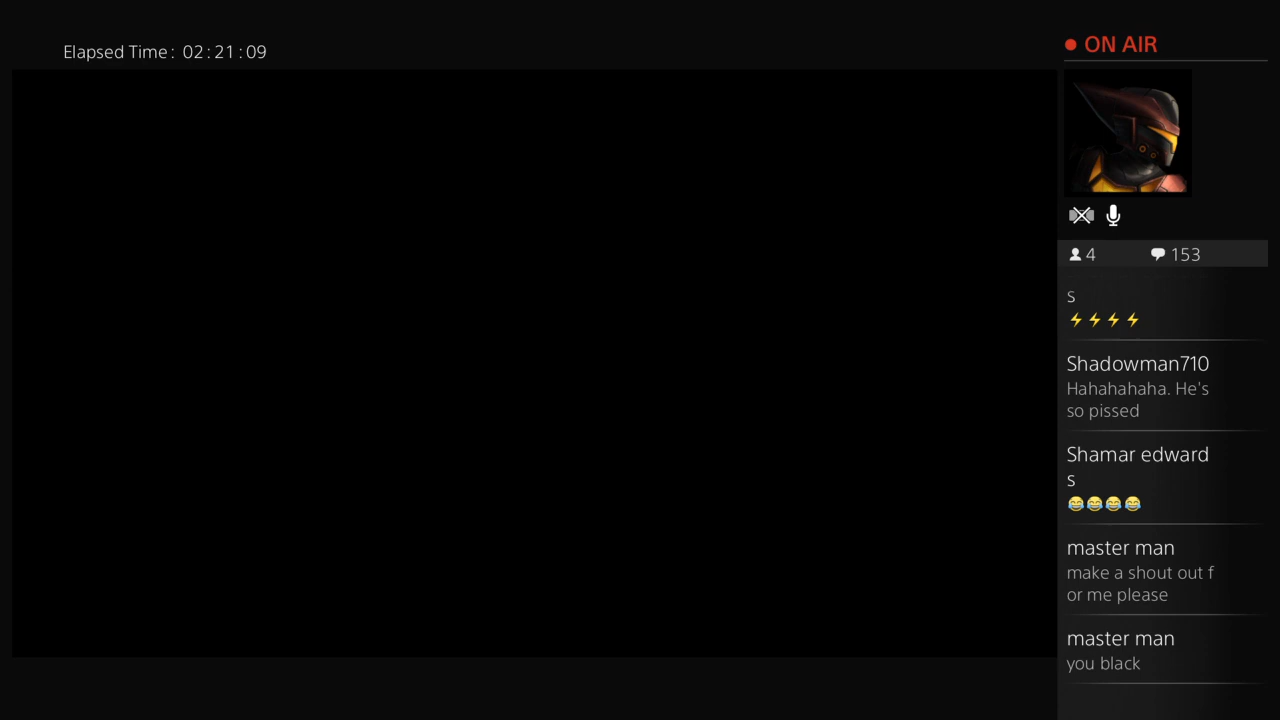 Elapsed Time: 02:21:09
ON AIR
4 153
s
⚡⚡⚡⚡
Shadowman710
Hahahahaha. He's
so pissed
Shamar edward
s
😂😂😂😂
master man
make a shout out f
or me please
master man
you black